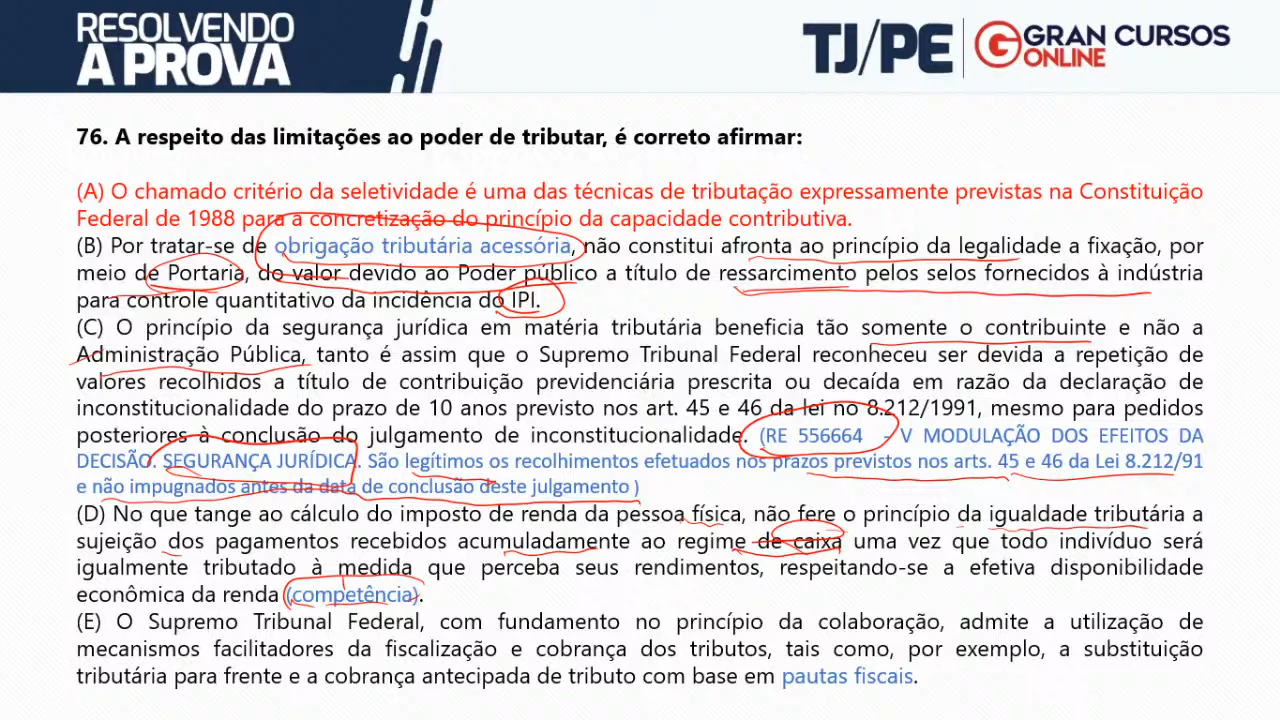 RESOLVENDO
A PROVA
TJ/PE
GRAN CURSOS
ONLINE
76. A respeito das limitações ao poder de tributar, é correto afirmar:
(A) O chamado critério da seletividade é uma das técnicas de tributação expressamente previstas na Constituição
Federal de 1988 para a concretização do princípio da capacidade contributiva.
(B) Por tratar-se de obrigação tributária acessória, não constitui afronta ao princípio da legalidade a fixação, por
meio de Portaria, do valor devido ao Poder público a título de ressarcimento pelos selos fornecidos à indústria
para controle quantitativo da incidência do IPI.
(C) O princípio da segurança jurídica em matéria tributária beneficia tão somente o contribuinte e não a
Administração Pública, tanto é assim que o Supremo Tribunal Federal reconheceu ser devida a repetição de
valores recolhidos a título de contribuição previdenciária prescrita ou decaída em razão da declaração de
inconstitucionalidade do prazo de 10 anos previsto nos art. 45 e 46 da lei no 8.212/1991, mesmo para pedidos
posteriores à conclusão do julgamento de inconstitucionalidade. (RE 556664 - V MODULAÇÃO DOS EFEITOS DA
DECISÃO. SEGURANÇA JURÍDICA. São legítimos os recolhimentos efetuados nos prazos previstos nos arts. 45 e 46 da Lei 8.212/91
e não impugnados antes da data de conclusão deste julgamento )
(D) No que tange ao cálculo do imposto de renda da pessoa física, não fere o princípio da igualdade tributária a
sujeição dos pagamentos recebidos acumuladamente ao regime de caixa uma vez que todo indivíduo será
igualmente tributado à medida que perceba seus rendimentos, respeitando-se a efetiva disponibilidade
econômica da renda (competência).
(E) O Supremo Tribunal Federal, com fundamento no princípio da colaboração, admite a utilização de
mecanismos facilitadores da fiscalização e cobrança dos tributos, tais como, por exemplo, a substituição
tributária para frente e a cobrança antecipada de tributo com base em pautas fiscais.